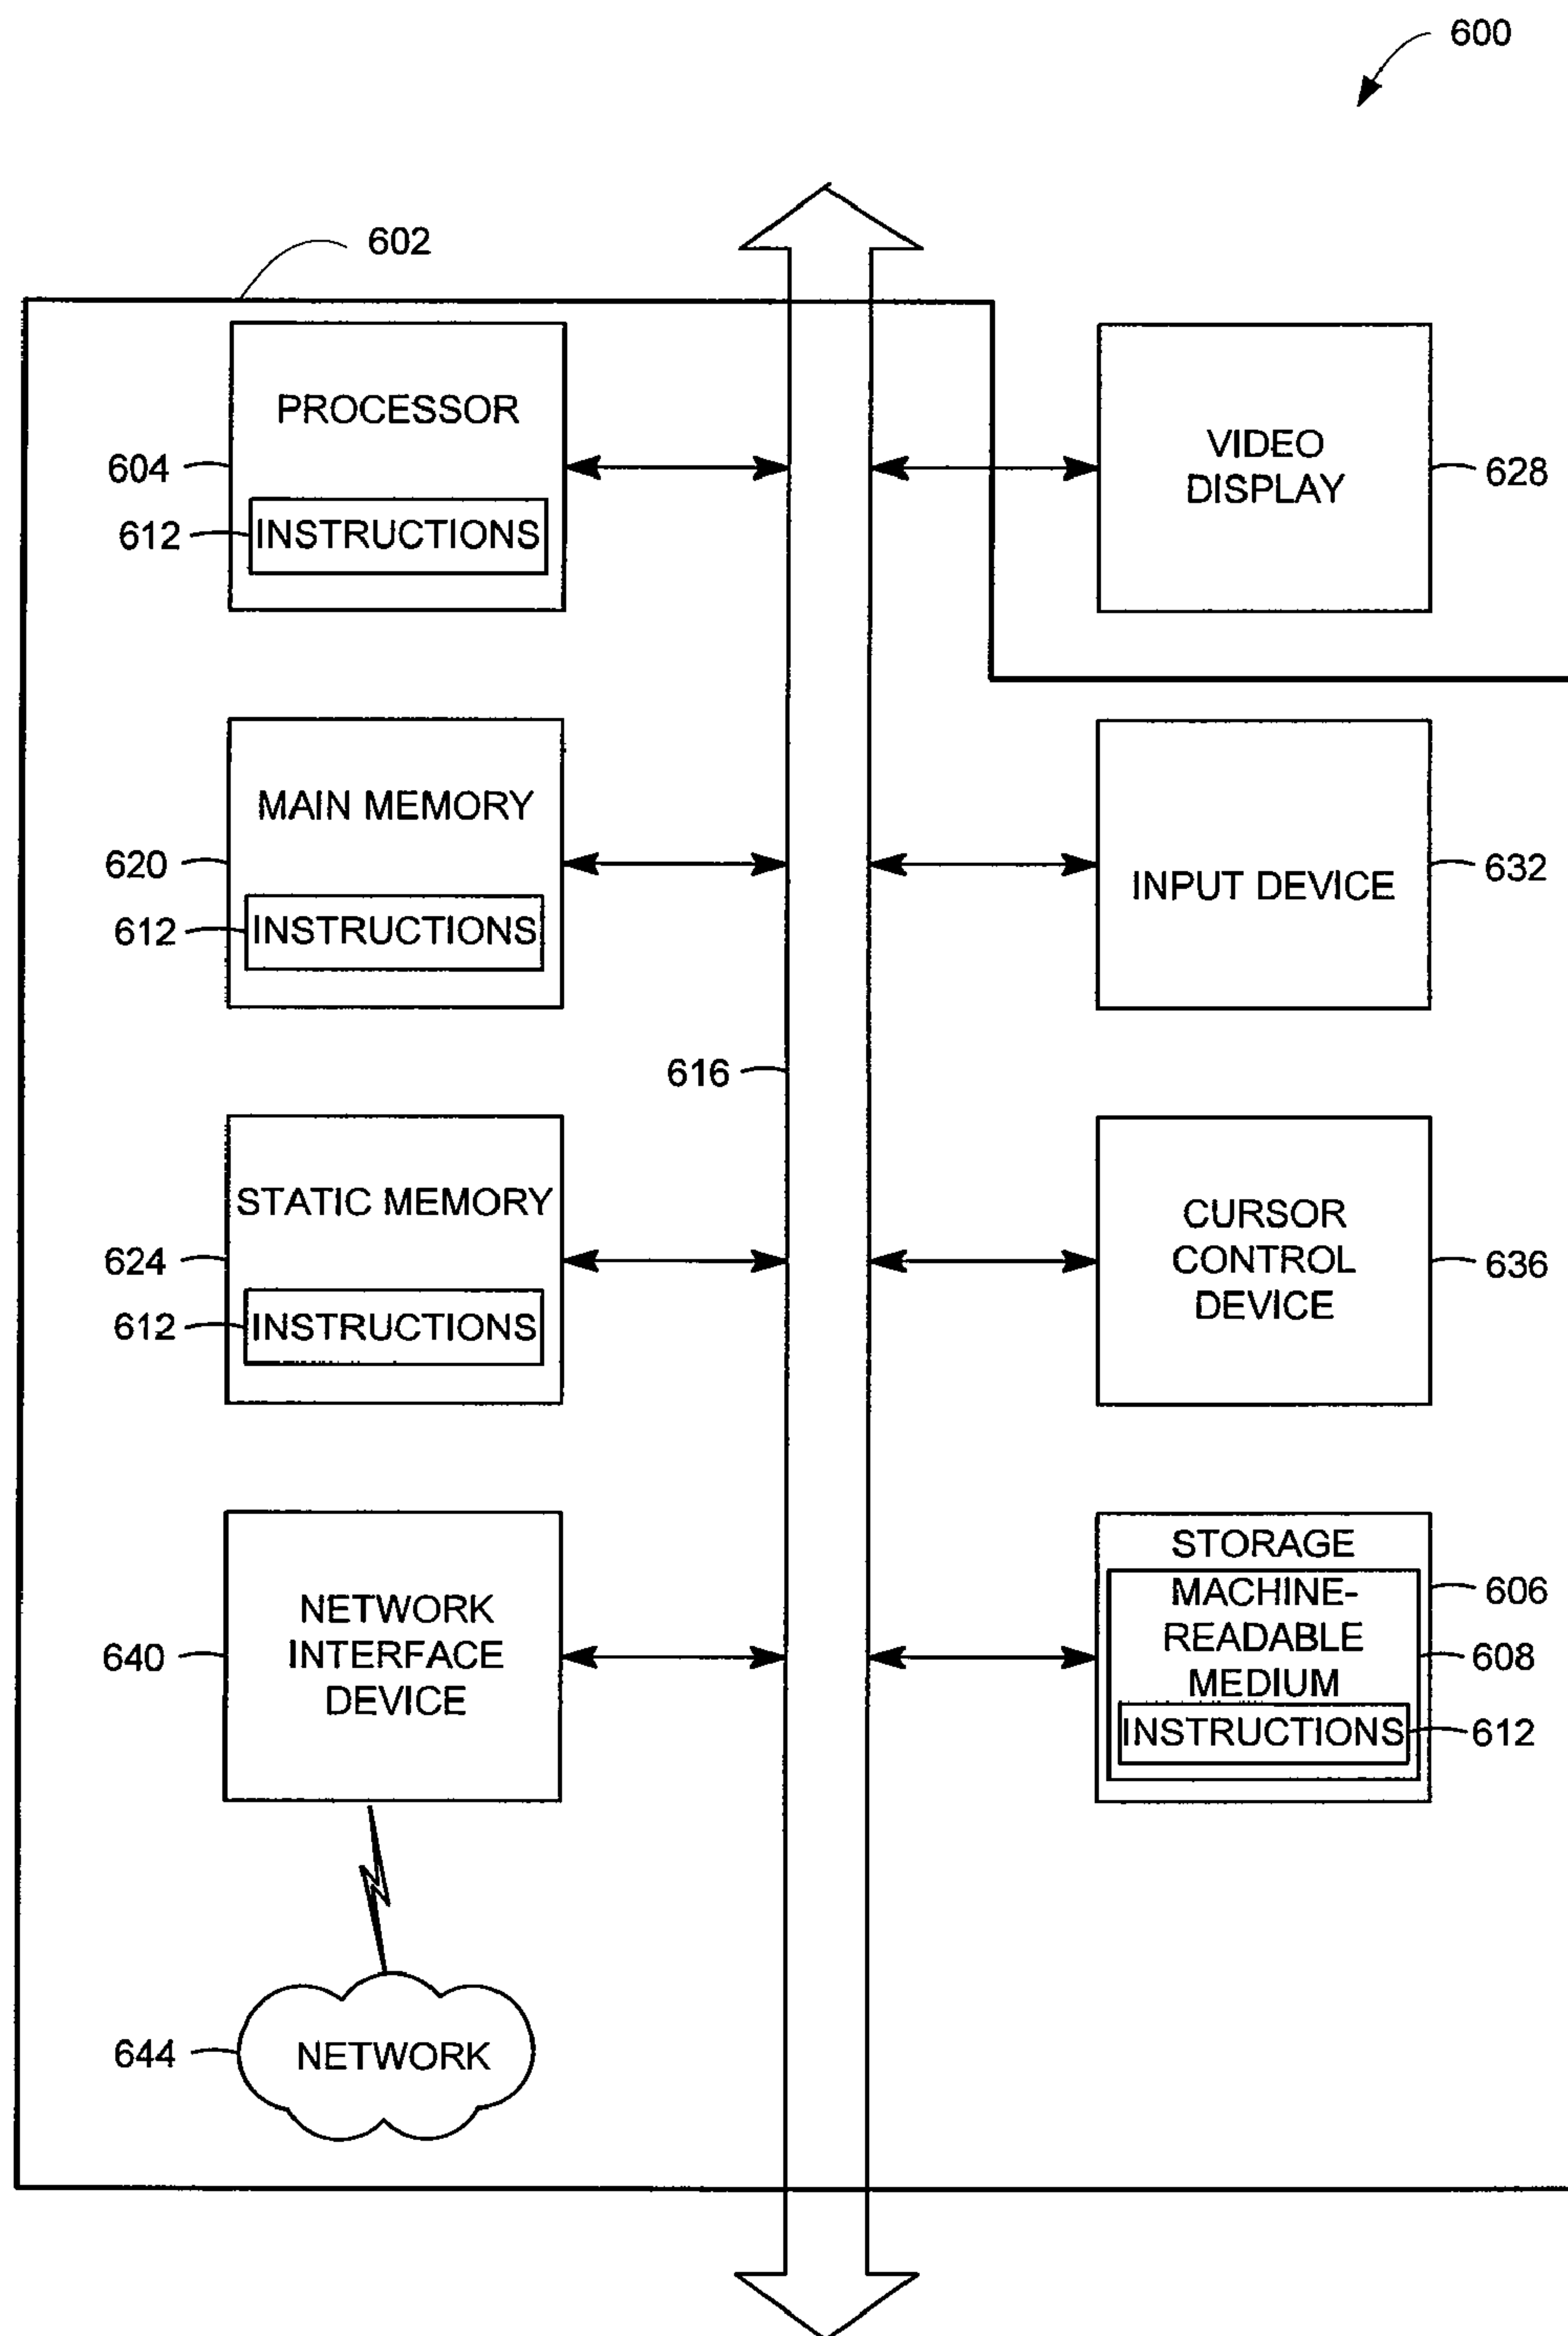 600
602
PROCESSOR
604
612
INSTRUCTIONS
VIDEO
DISPLAY
628
MAIN MEMORY
620
612
INSTRUCTIONS
INPUT DEVICE
632
616
STATIC MEMORY
624
612
INSTRUCTIONS
CURSOR
CONTROL
DEVICE
636
NETWORK
INTERFACE
DEVICE
640
STORAGE
606
MACHINE-
READABLE
MEDIUM
608
INSTRUCTIONS
612
644
NETWORK